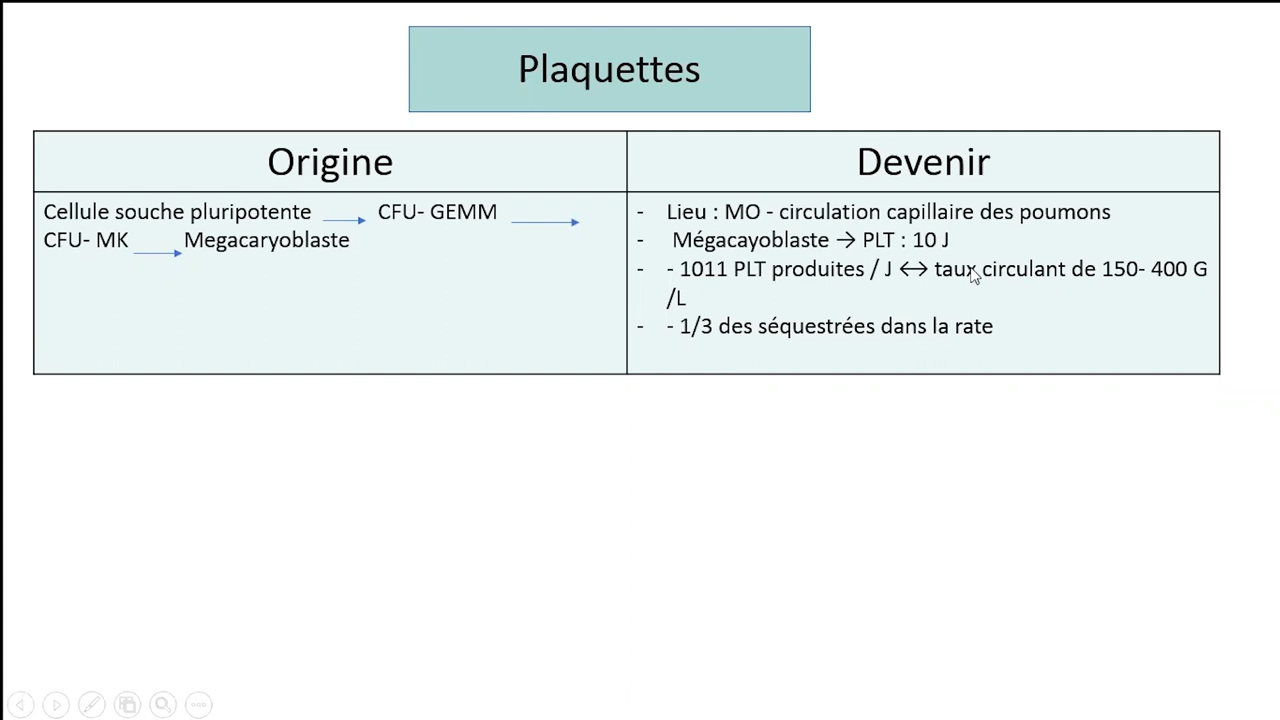 Plaquettes
Origine
Cellule souche pluripotente → CFU- GEMM →
CFU- MK → Megacaryoblaste
Devenir
- Lieu : MO - circulation capillaire des poumons
- Mégacayoblaste → PLT : 10 J
- - 1011 PLT produites / J ↔ taux circulant de 150- 400 G
/L
- - 1/3 des séquestrées dans la rate